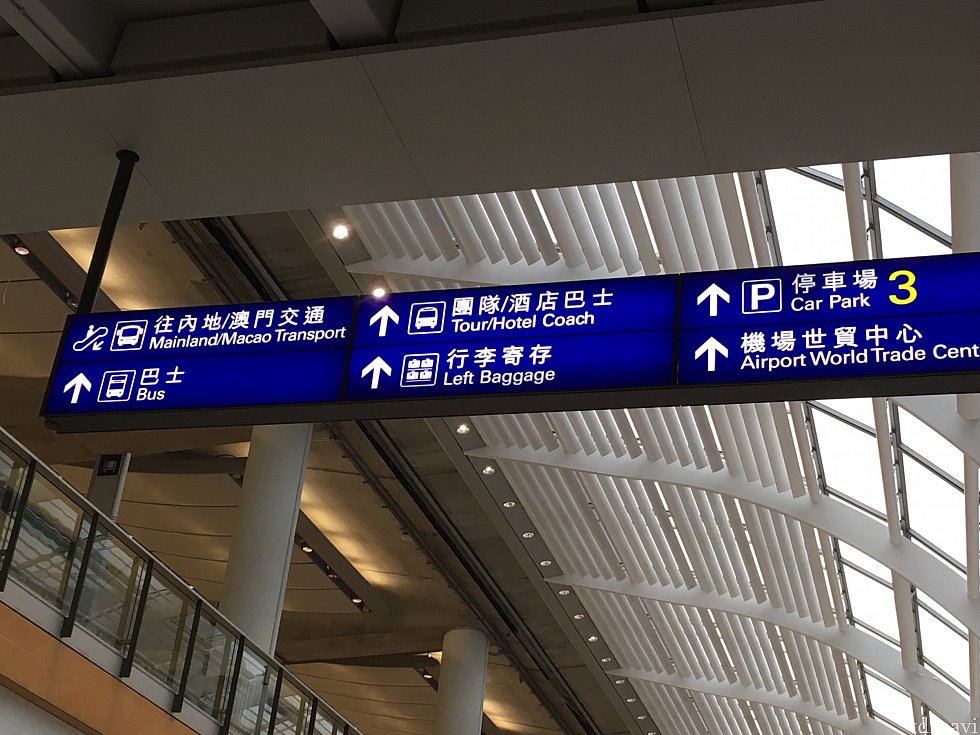 往內地/澳門交通
Mainland/Macao Transport
巴士
Bus
團隊/酒店巴士
Tour/Hotel Coach
行李寄存
Left Baggage
P 停車場 3
Car Park
機場世貿中心
Airport World Trade Cent